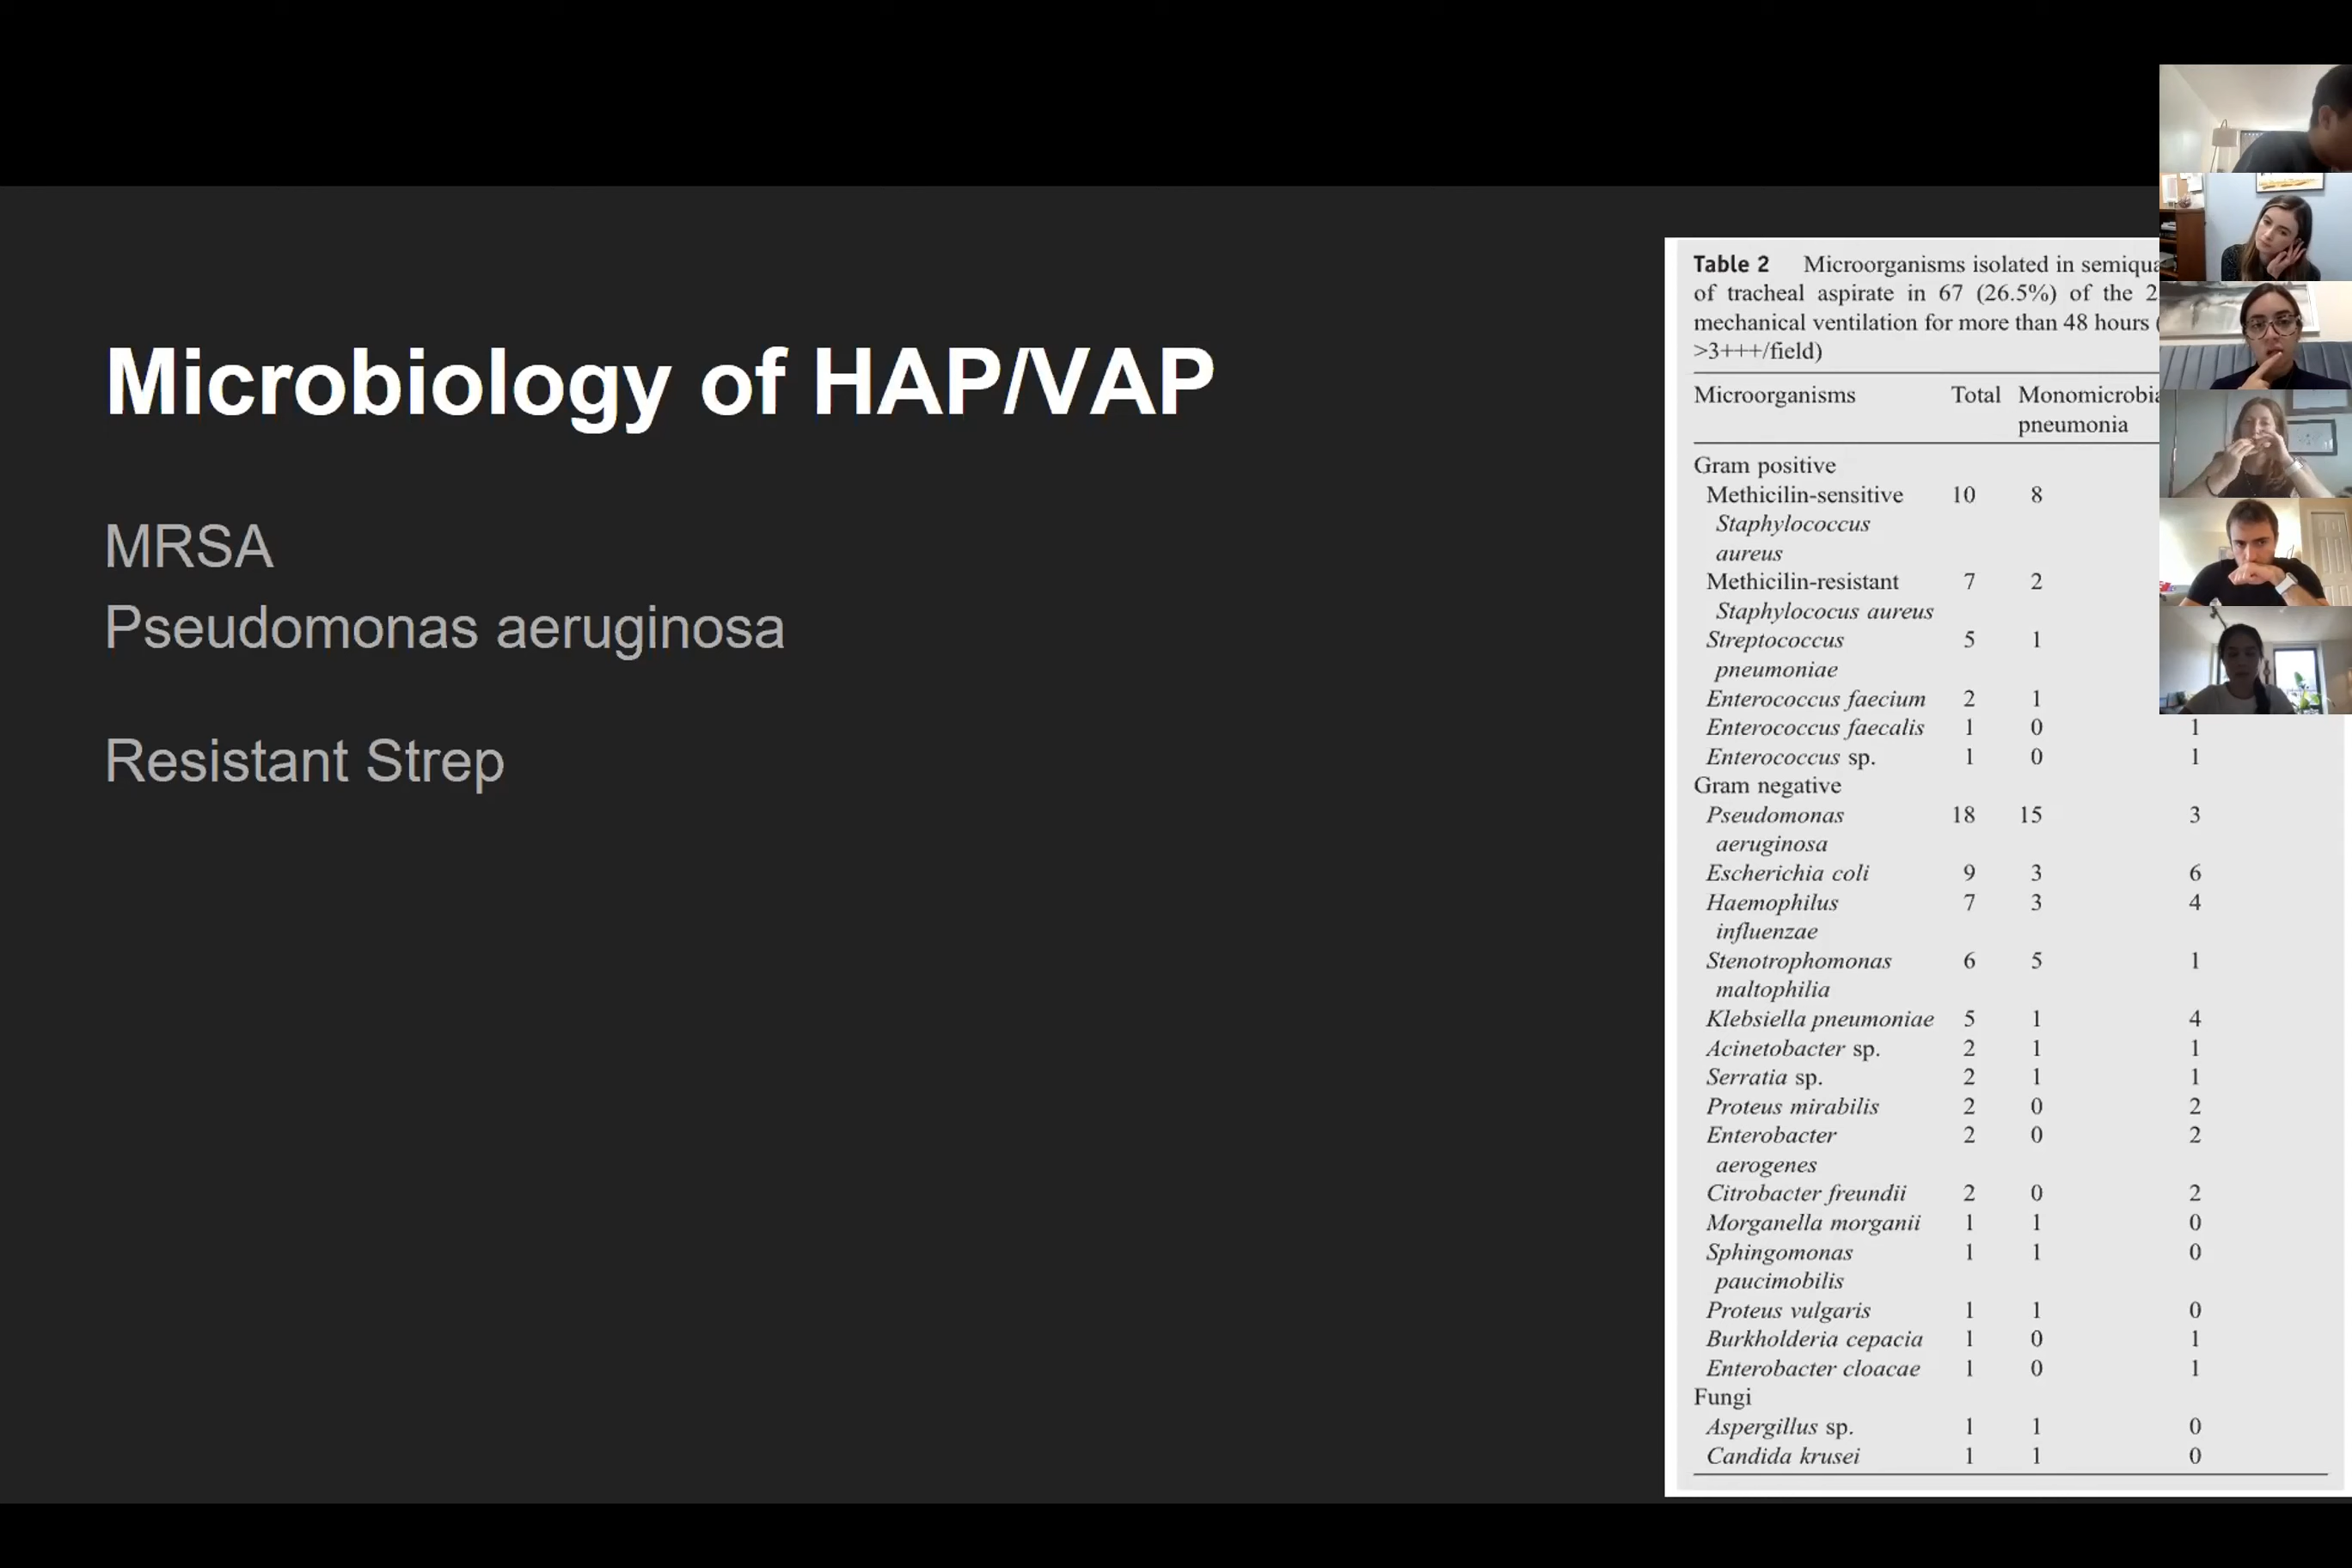 Microbiology of HAP/VAP
MRSA
Pseudomonas aeruginosa
Resistant Strep
Table 2 Microorganisms isolated in
of tracheal aspirate in 67 (26.5%) of the
mechanical ventilation for more than 48 hours
>3+++/field)
Microorganisms Total
pneumonia
Gram positive
Methicilin-sensitive 10 8
Staphylococcus
aureus
Methicilin-resistant 7 2
Staphylococus aureus
Streptococcus 5 1
pneumoniae
Enterococcus faecium 2 1
Enterococcus faecalis 1 0 1
Enterococcus sp. 1 0 1
Gram negative
Pseudomonas 18 15 3
aeruginosa
Escherichia coli 9 3 6
Haemophilus 7 3 4
influenzae
Stenotrophomonas 6 5 1
maltophilia
Klebsiella pneumoniae 5 1 4
Acinetobacter sp. 2 1 1
Serratia sp. 2 1 1
Proteus mirabilis 2 0 2
Enterobacter 2 0 2
aerogenes
Citrobacter freundii 2 0 2
Morganella morganii 1 1 0
Sphingomonas 1 1 0
paucimobilis
Proteus vulgaris 1 1 0
Burkholderia cepacia 1 0 1
Enterobacter cloacae 1 0 1
Fungi
Aspergillus sp. 1 1 0
Candida krusei 1 1 0